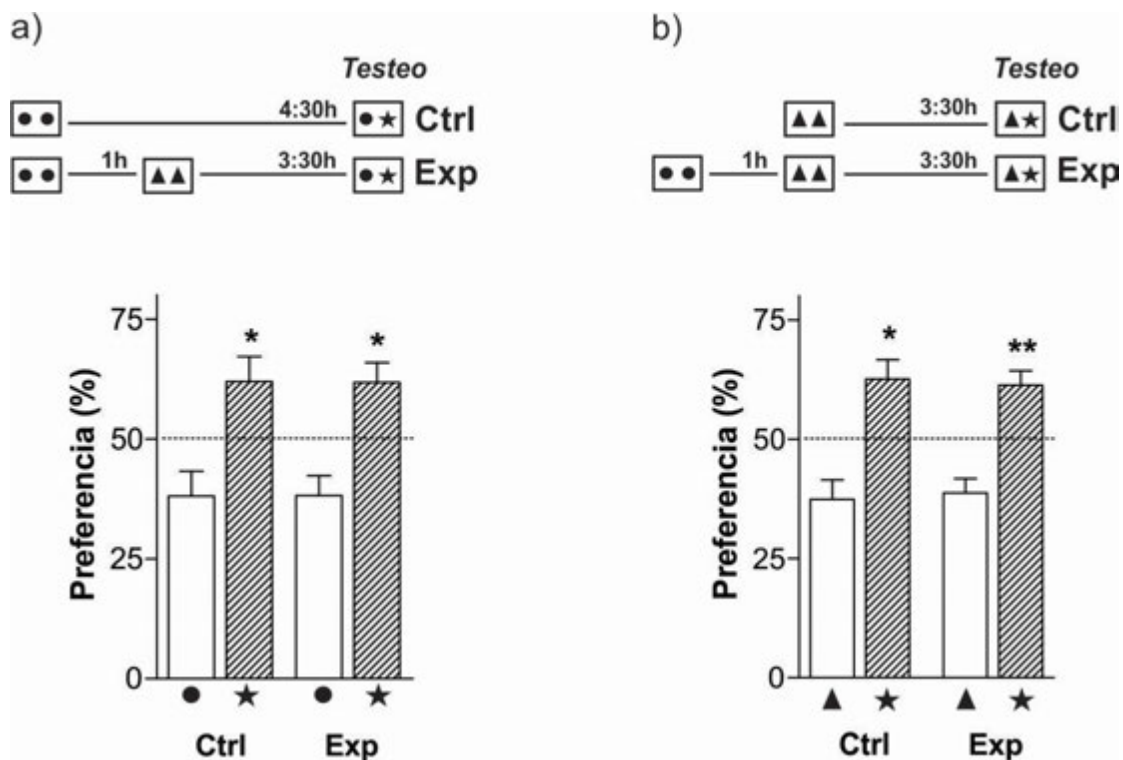 a)
Testeo
4:30h
Ctrl
1h
3:30h
Exp
Preferencia (%)
75
50
25
0
*
*
Ctrl
Exp
b)
Testeo
3:30h
Ctrl
1h
3:30h
Exp
Preferencia (%)
75
50
25
0
*
**
Ctrl
Exp